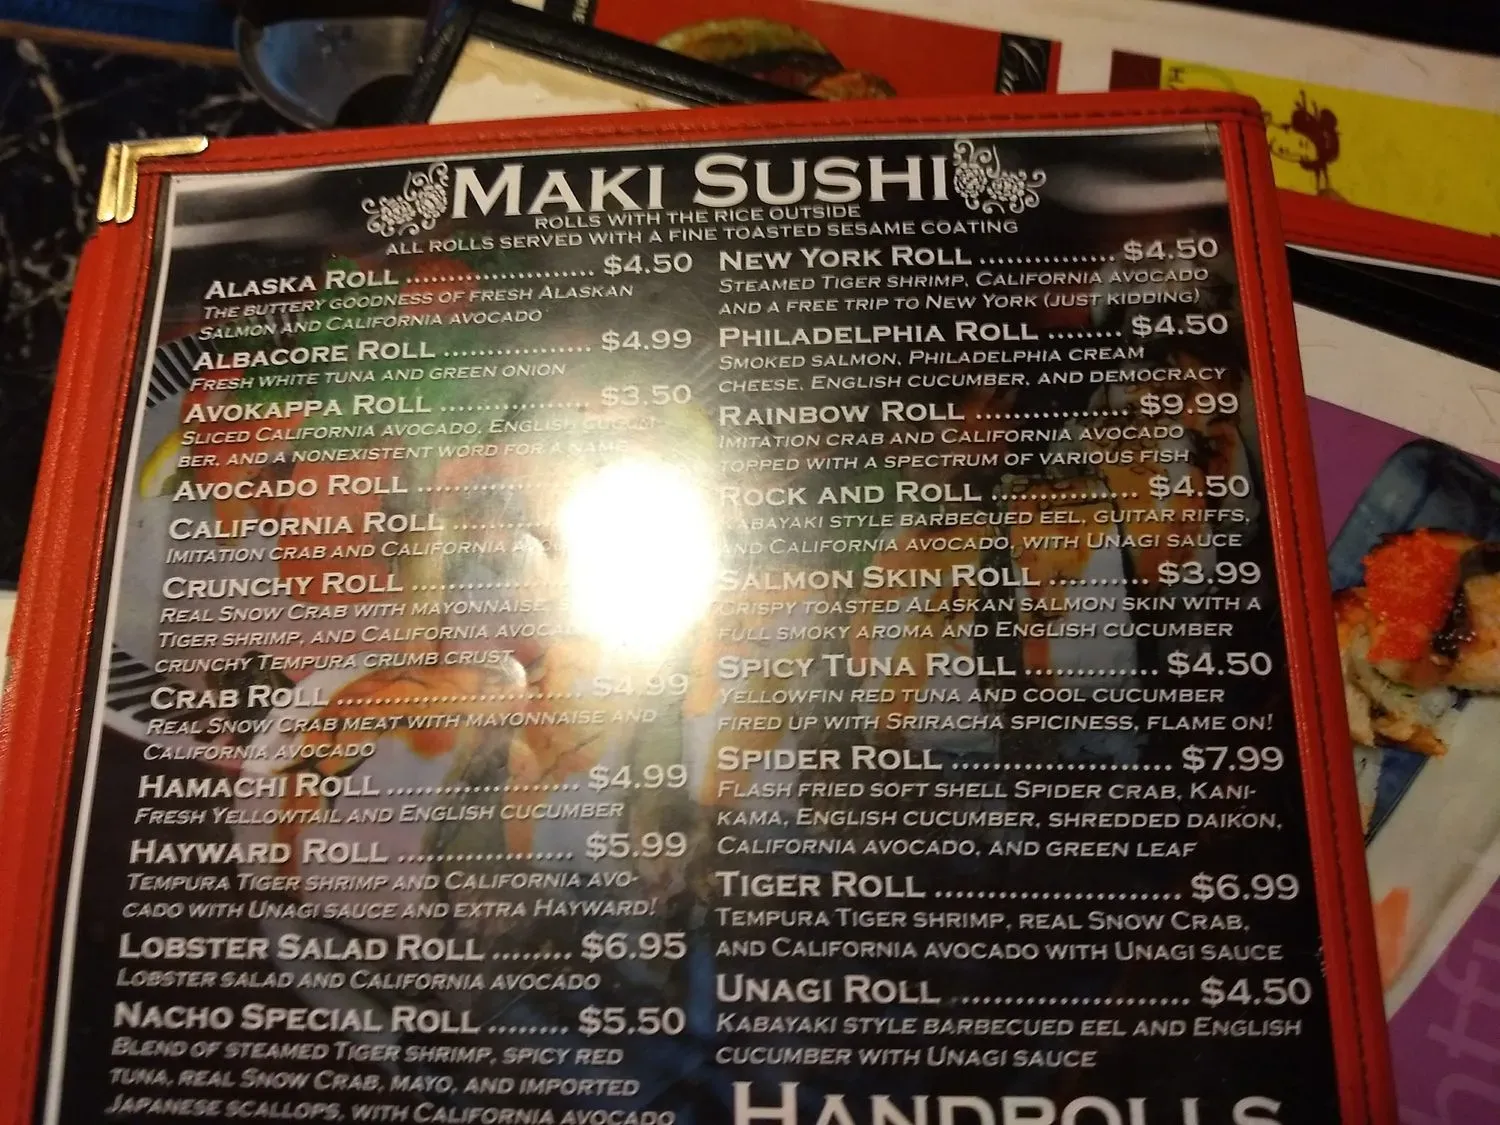 MAKI SUSHI
ROLLS WITH THE RICE OUTSIDE
ALL ROLLS SERVED WITH A FINE TOASTED SESAME COATING
ALASKA ROLL ...................... $4.50
THE BUTTERY GOODNESS OF FRESH ALASKAN
SALMON AND CALIFORNIA AVOCADO
ALBACORE ROLL ................. $4.99
FRESH WHITE TUNA AND GREEN ONION
AVOKAPPA ROLL ................. $3.50
SLICED CALIFORNIA AVOCADO, ENGLISH CUCUM-
BER, AND A NONEXISTENT WORD FOR A NAME
AVOCADO ROLL
CALIFORNIA ROLL
IMITATION CRAB AND CALIFORNIA
CRUNCHY ROLL
REAL SNOW CRAB WITH MAYONNAISE,
TIGER SHRIMP, AND CALIFORNIA
CRUNCHY TEMPURA CRUMB CRUST
CRAB ROLL ........................... $4.99
REAL SNOW CRAB MEAT WITH MAYONNAISE AND
CALIFORNIA AVOCADO
HAMACHI ROLL ..................... $4.99
FRESH YELLOWTAIL AND ENGLISH CUCUMBER
HAYWARD ROLL .................. $5.99
TEMPURA TIGER SHRIMP AND CALIFORNIA AVO-
CADO WITH UNAGI SAUCE AND EXTRA HAYWARD!
LOBSTER SALAD ROLL ........ $6.95
LOBSTER SALAD AND CALIFORNIA AVOCADO
NACHO SPECIAL ROLL ........ $5.50
BLEND OF STEAMED TIGER SHRIMP, SPICY RED
TUNA, REAL SNOW CRAB, MAYO, AND IMPORTED
JAPANESE SCALLOPS, WITH CALIFORNIA AVOCADO
NEW YORK ROLL ............... $4.50
STEAMED TIGER SHRIMP, CALIFORNIA AVOCADO
AND A FREE TRIP TO NEW YORK (JUST KIDDING)
PHILADELPHIA ROLL ........ $4.50
SMOKED SALMON, PHILADELPHIA CREAM
CHEESE, ENGLISH CUCUMBER, AND DEMOCRACY
RAINBOW ROLL ................ $9.99
IMITATION CRAB AND CALIFORNIA AVOCADO
TOPPED WITH A SPECTRUM OF VARIOUS FISH
ROCK AND ROLL ............... $4.50
KABAYAKI STYLE BARBECUED EEL, GUITAR RIFFS,
AND CALIFORNIA AVOCADO, WITH UNAGI SAUCE
SALMON SKIN ROLL .......... $3.99
CRISPY TOASTED ALASKAN SALMON SKIN WITH A
FULL SMOKY AROMA AND ENGLISH CUCUMBER
SPICY TUNA ROLL ............. $4.50
YELLOWFIN RED TUNA AND COOL CUCUMBER
FIRED UP WITH SRIRACHA SPICINESS, FLAME ON!
SPIDER ROLL ..................... $7.99
FLASH FRIED SOFT SHELL SPIDER CRAB, KANI-
KAMA, ENGLISH CUCUMBER, SHREDDED DAIKON,
CALIFORNIA AVOCADO, AND GREEN LEAF
TIGER ROLL ........................ $6.99
TEMPURA TIGER SHRIMP, REAL SNOW CRAB,
AND CALIFORNIA AVOCADO WITH UNAGI SAUCE
UNAGI ROLL ...................... $4.50
KABAYAKI STYLE BARBECUED EEL AND ENGLISH
CUCUMBER WITH UNAGI SAUCE
HANDROLLS